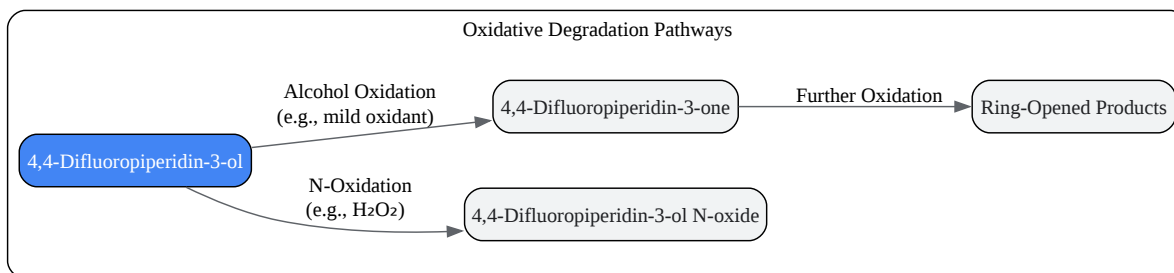 Oxidative Degradation Pathways
Alcohol Oxidation
(e.g., mild oxidant)
4,4-Difluoropiperidin-3-one
Further Oxidation
Ring-Opened Products
4,4-Difluoropiperidin-3-ol
N-Oxidation
(e.g., H₂O₂)
4,4-Difluoropiperidin-3-ol N-oxide